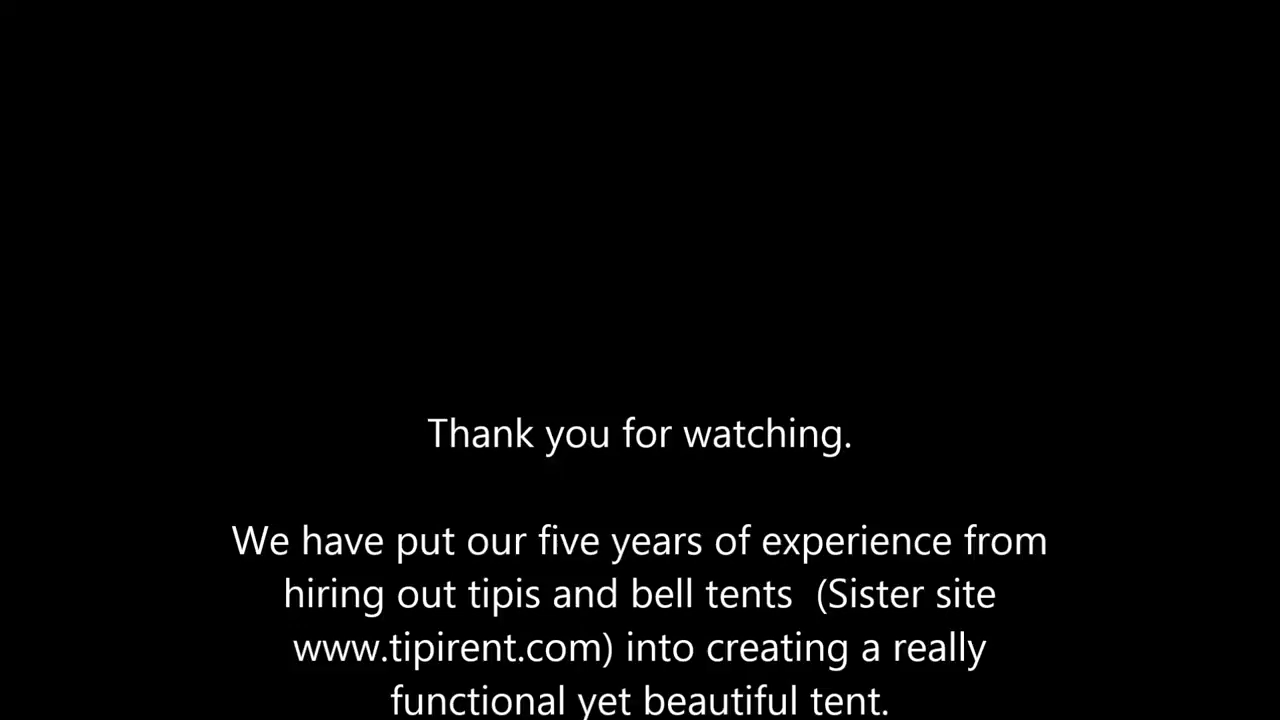 Thank you for watching.
We have put our five years of experience from
hiring out tipis and bell tents  (Sister site
www.tipirent.com) into creating a really
functional yet beautiful tent.